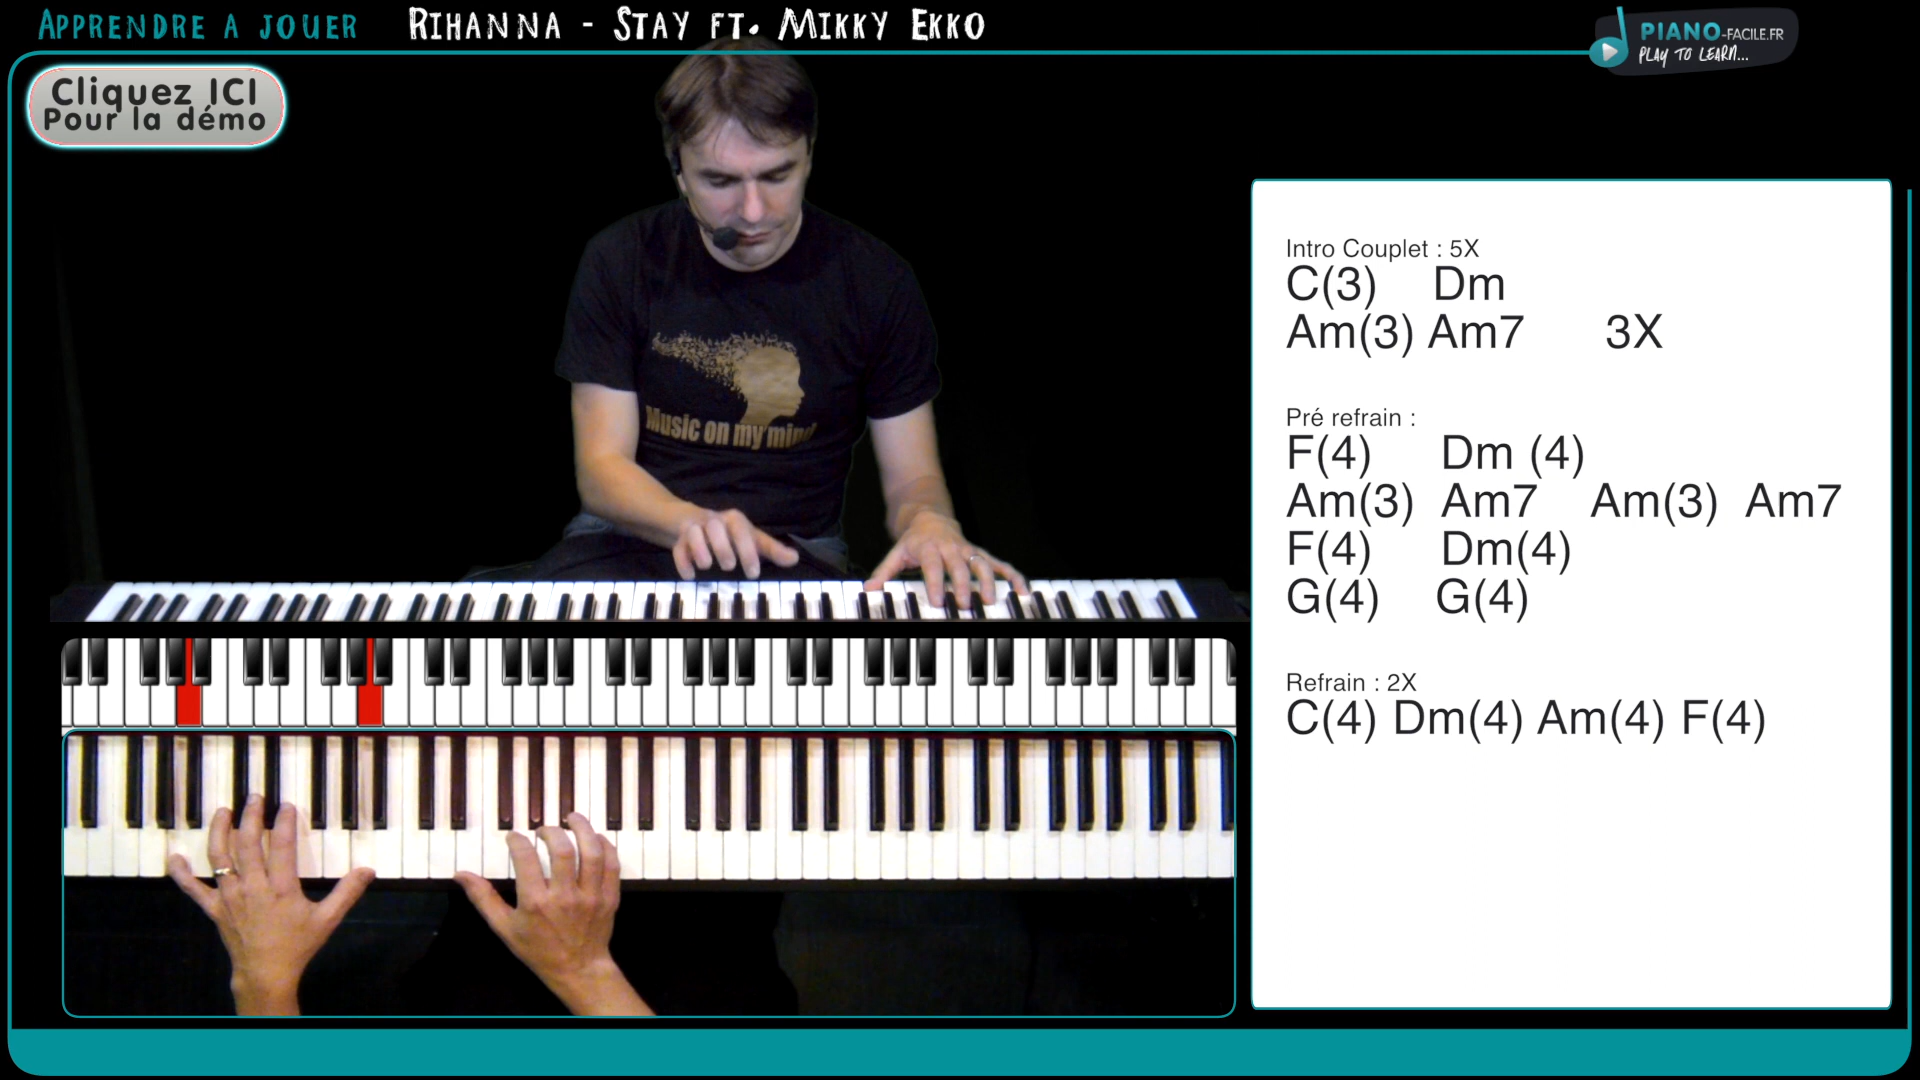 APPRENDRE A JOUER RIHANNA - STAY FT. MIKKY EKKO
PIANO-FACILE.FR
PLAY TO LEARN...
Cliquez ICI
Pour la démo
Music on my mind
Intro Couplet : 5X
C(3) Dm
Am(3) Am7 3X
Pré refrain :
F(4) Dm (4)
Am(3) Am7 Am(3) Am7
F(4) Dm(4)
G(4) G(4)
Refrain : 2X
C(4) Dm(4) Am(4) F(4)